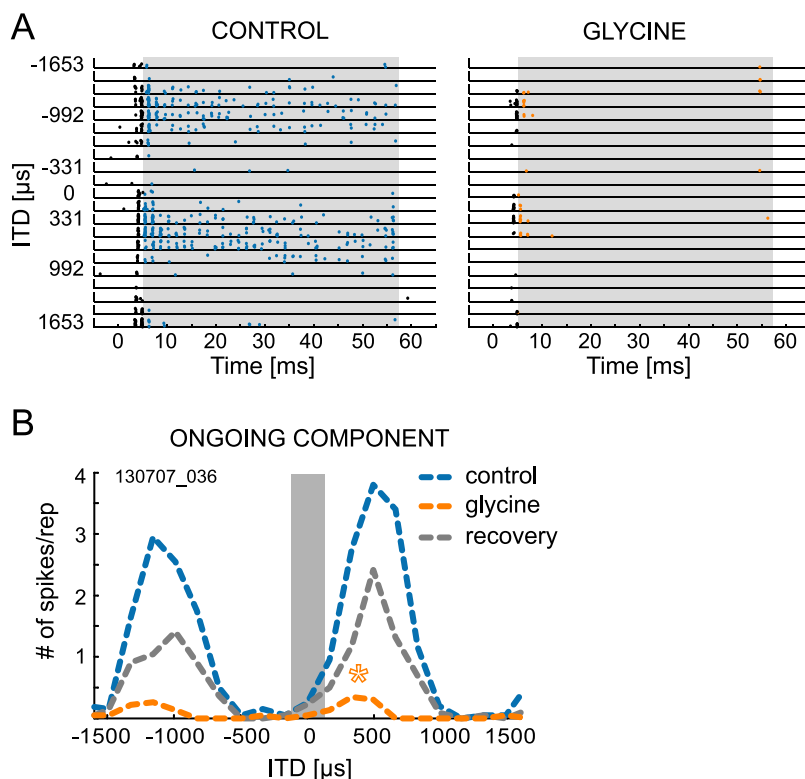 A
CONTROL
GLYCINE
-1653
-992
-331
0
331
992
1653
ITD [µs]
0 10 20 30 40 50 60
Time [ms]
0 10 20 30 40 50 60
Time [ms]
B
ONGOING COMPONENT
130707_036
control
glycine
recovery
4
3
2
1
# of spikes/rep
*
-1500 -1000 -500 0 500 1000 1500
ITD [µs]